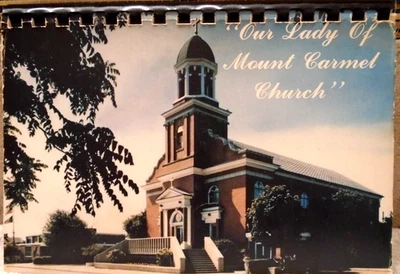 "Our Lady Of
Mount Carmel
Church"